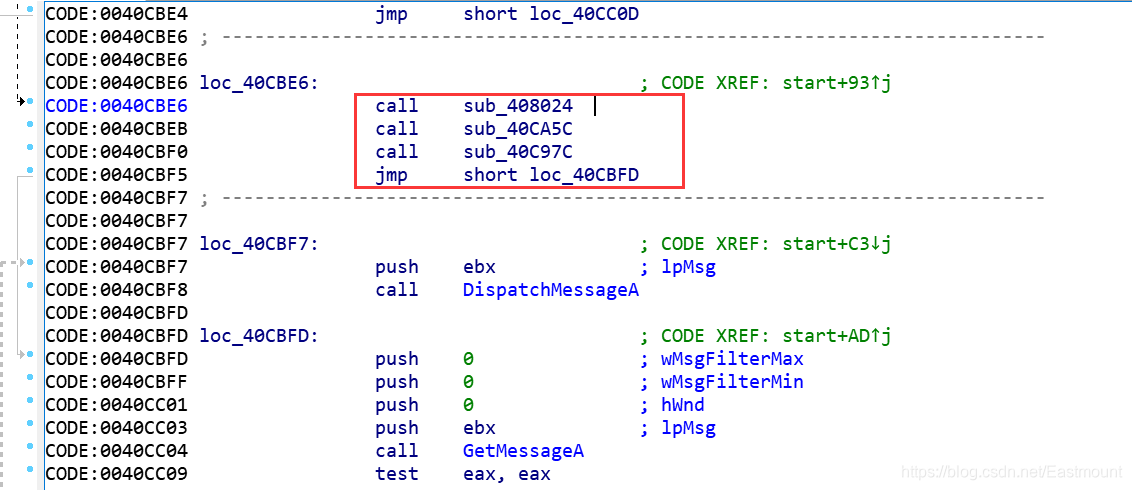 CODE:0040CBE4 jmp short loc_40CC0D
CODE:0040CBE6 ; ---------------------------------------------------------------------------
CODE:0040CBE6
CODE:0040CBE6 loc_40CBE6: ; CODE XREF: start+93↑j
CODE:0040CBE6 call sub_408024
CODE:0040CBEB call sub_40CA5C
CODE:0040CBF0 call sub_40C97C
CODE:0040CBF5 jmp short loc_40CBFD
CODE:0040CBF7 ; ---------------------------------------------------------------------------
CODE:0040CBF7
CODE:0040CBF7 loc_40CBF7: ; CODE XREF: start+C3↓j
CODE:0040CBF7 push ebx ; lpMsg
CODE:0040CBF8 call DispatchMessageA
CODE:0040CBFD
CODE:0040CBFD loc_40CBFD: ; CODE XREF: start+AD↑j
CODE:0040CBFD push 0 ; wMsgFilterMax
CODE:0040CBFF push 0 ; wMsgFilterMin
CODE:0040CC01 push 0 ; hWnd
CODE:0040CC03 push ebx ; lpMsg
CODE:0040CC04 call GetMessageA
CODE:0040CC09 test eax, eax
https://blog.csdn.net/Eastmount